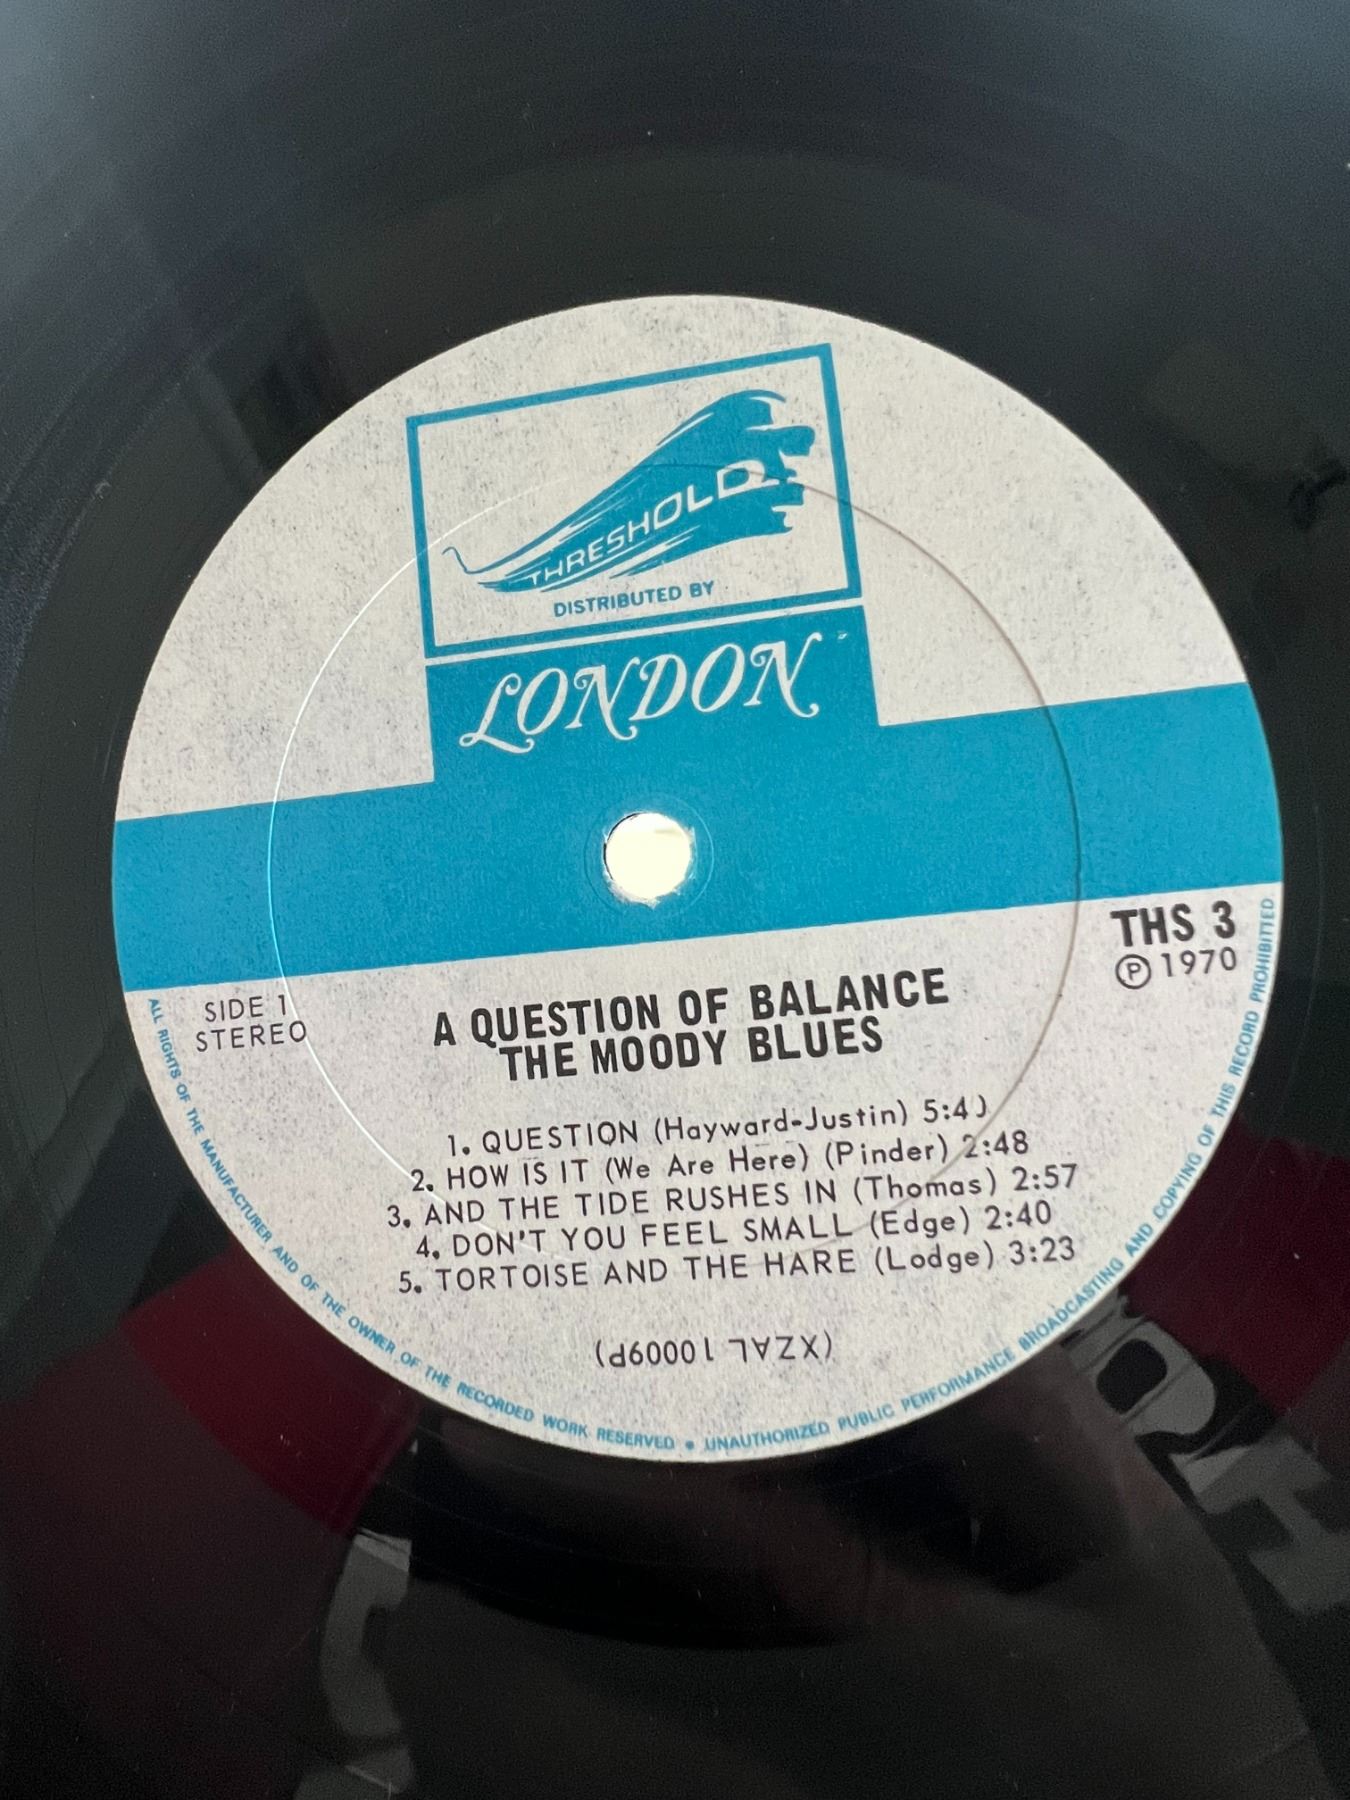 THRESHOLD
DISTRIBUTED BY
LONDON
THS 3
Ⓟ 1970
SIDE 1
STEREO
A QUESTION OF BALANCE
THE MOODY BLUES
1. QUESTION (Hayward-Justin)
2. HOW IS IT (We Are Here) (Pinder) 2:48
3. AND THE TIDE RUSHES IN (Thomas) 2:57
4. DON'T YOU FEEL SMALL (Edge) 2:40
5. TORTOISE AND THE HARE (Lodge) 3:23
(XZAL 10009P)
ALL RIGHTS OF THE MANUFACTURER AND OF THE OWNER OF THE RECORDED WORK RESERVED • UNAUTHORIZED PUBLIC PERFORMANCE BROADCASTING AND COPYING OF THIS RECORD PROHIBITED